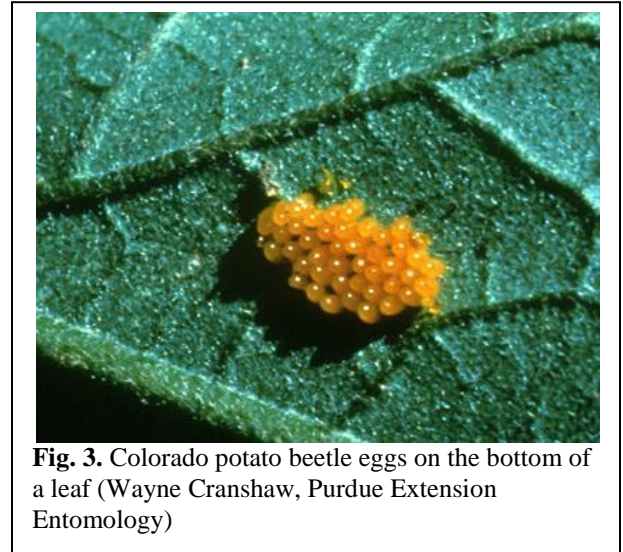 Fig. 3. Colorado potato beetle eggs on the bottom of
a leaf (Wayne Cranshaw, Purdue Extension
Entomology)